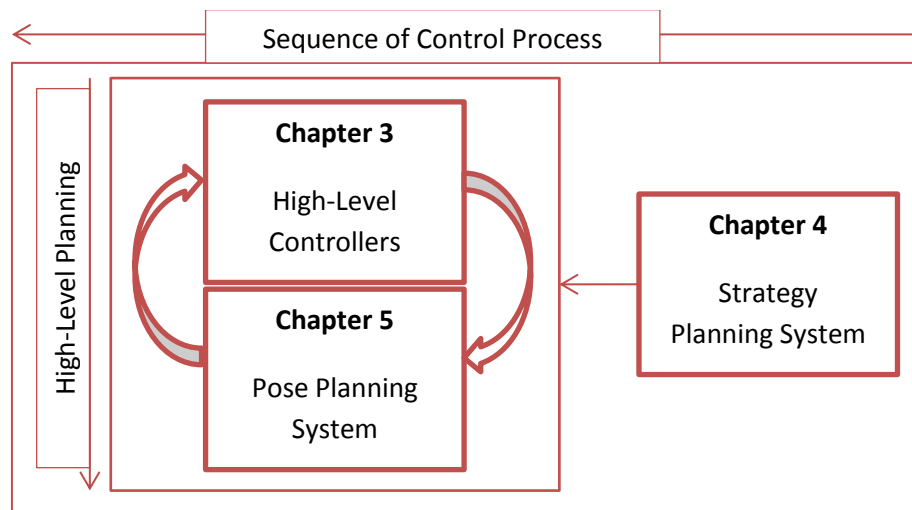 Sequence of Control Process
High-Level Planning
Chapter 3
High-Level
Controllers
Chapter 5
Pose Planning
System
Chapter 4
Strategy
Planning System